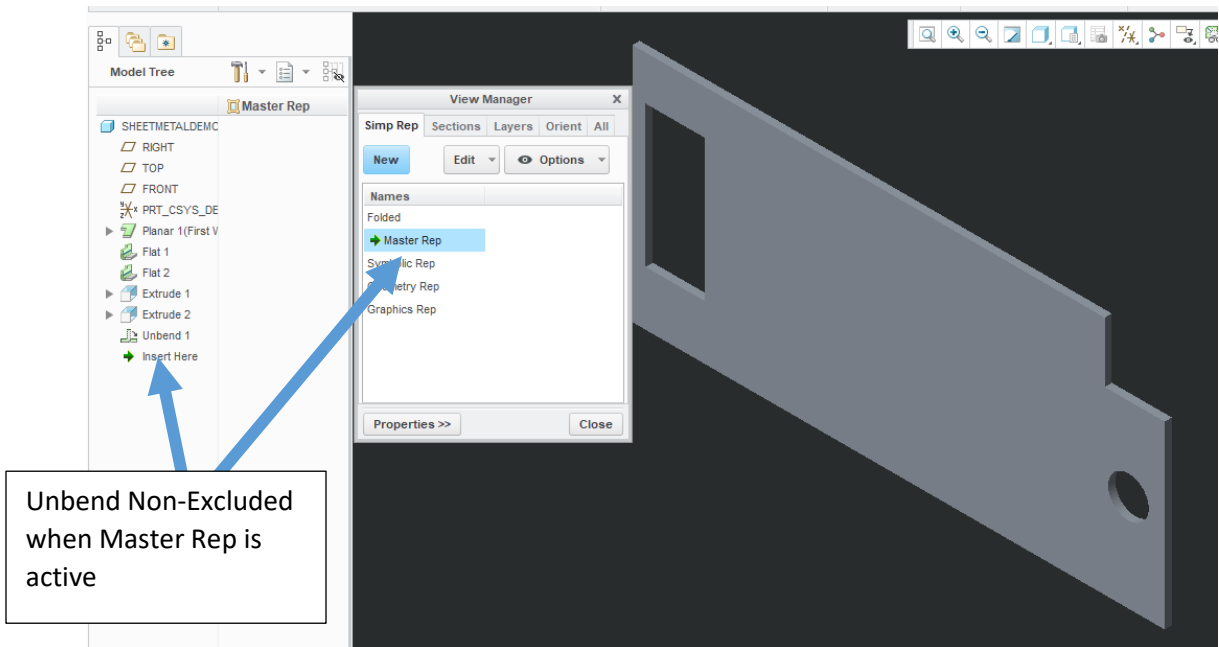 Model Tree
Master Rep
SHEETMETALDEMC
RIGHT
TOP
FRONT
PRT_CSYS_DE
Planar 1(First W
Flat 1
Flat 2
Extrude 1
Extrude 2
Unbend 1
Insert Here
View Manager
X
Simp Rep Sections Layers Orient All
New Edit Options
Names
Folded
Master Rep
Symbolic Rep
Geometry Rep
Graphics Rep
Properties >> Close
Unbend Non-Excluded
when Master Rep is
active